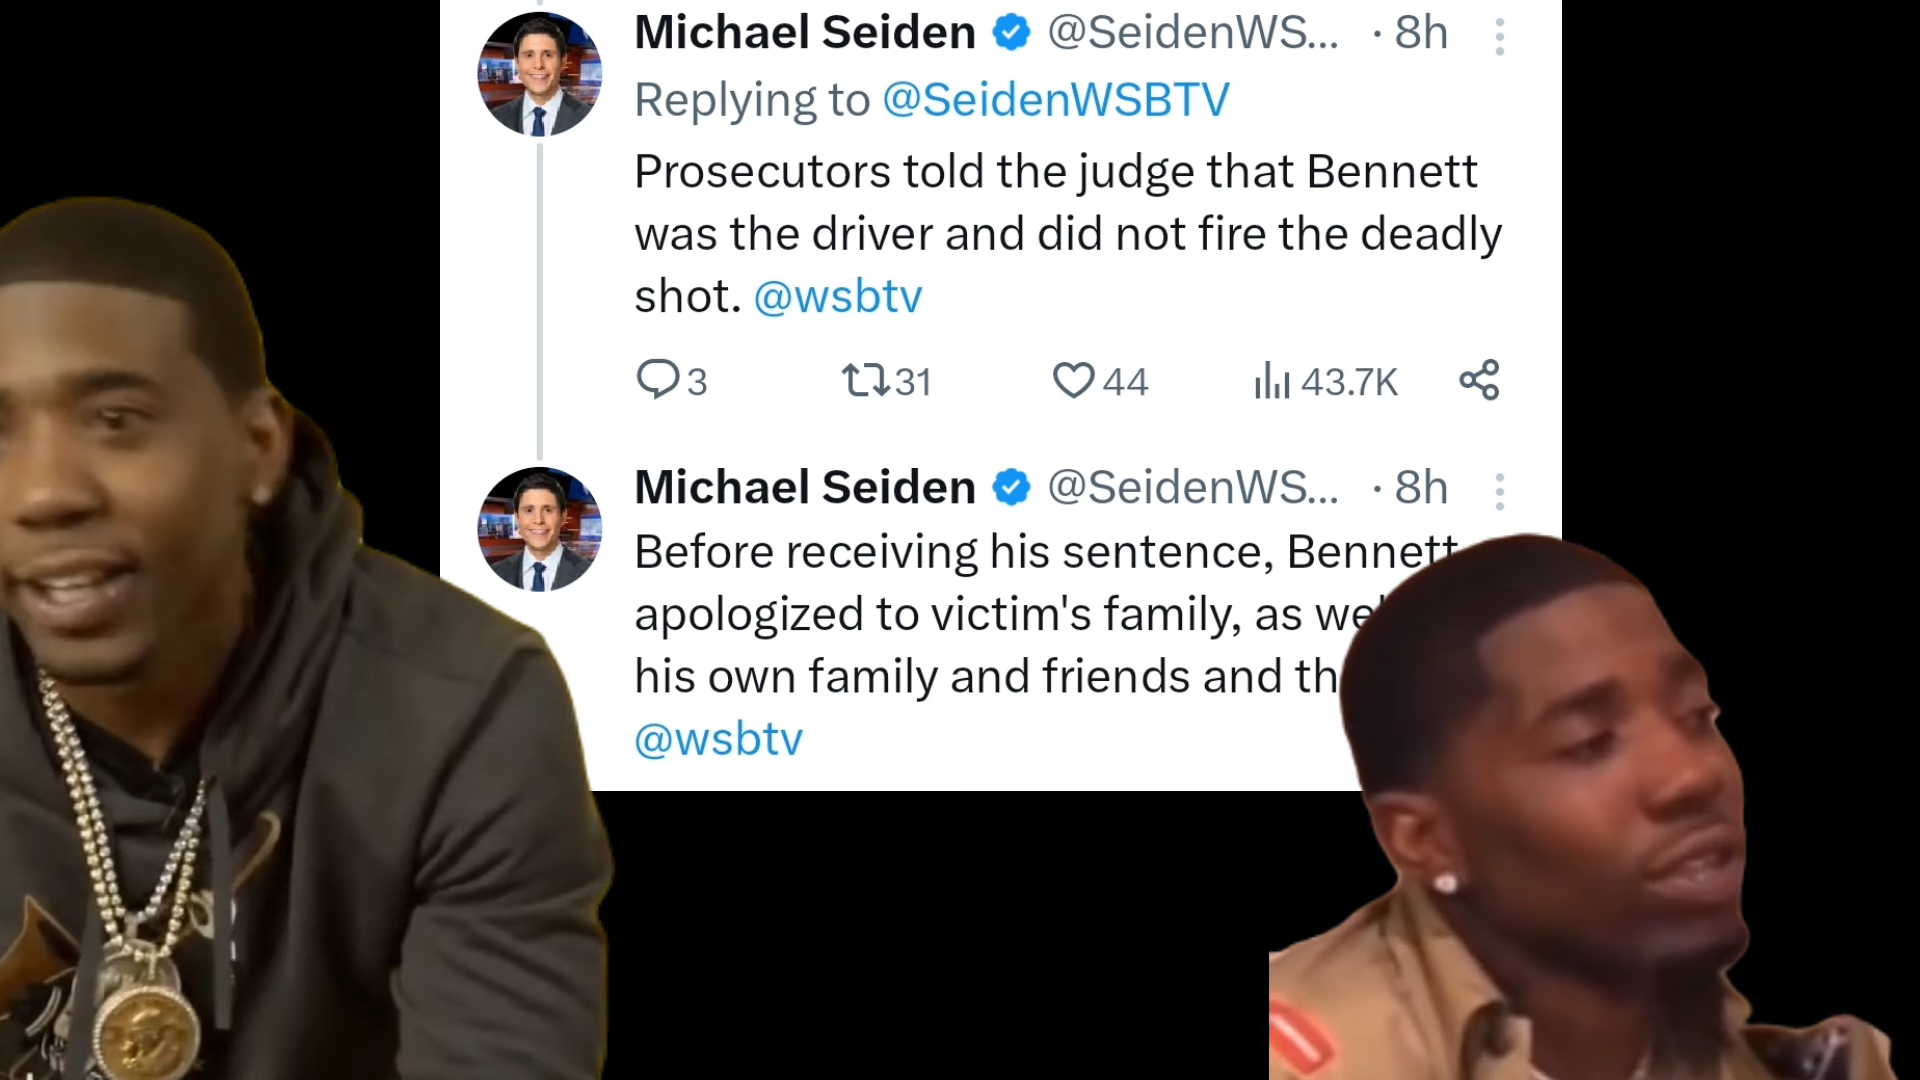 Michael Seiden @SeidenWS... · 8h
Replying to @SeidenWSBTV
Prosecutors told the judge that Bennett
was the driver and did not fire the deadly
shot. @wsbtv
3 31 44 43.7K
Michael Seiden @SeidenWS... · 8h
Before receiving his sentence, Bennett
apologized to victim's family, as
his own family and friends and
@wsbtv